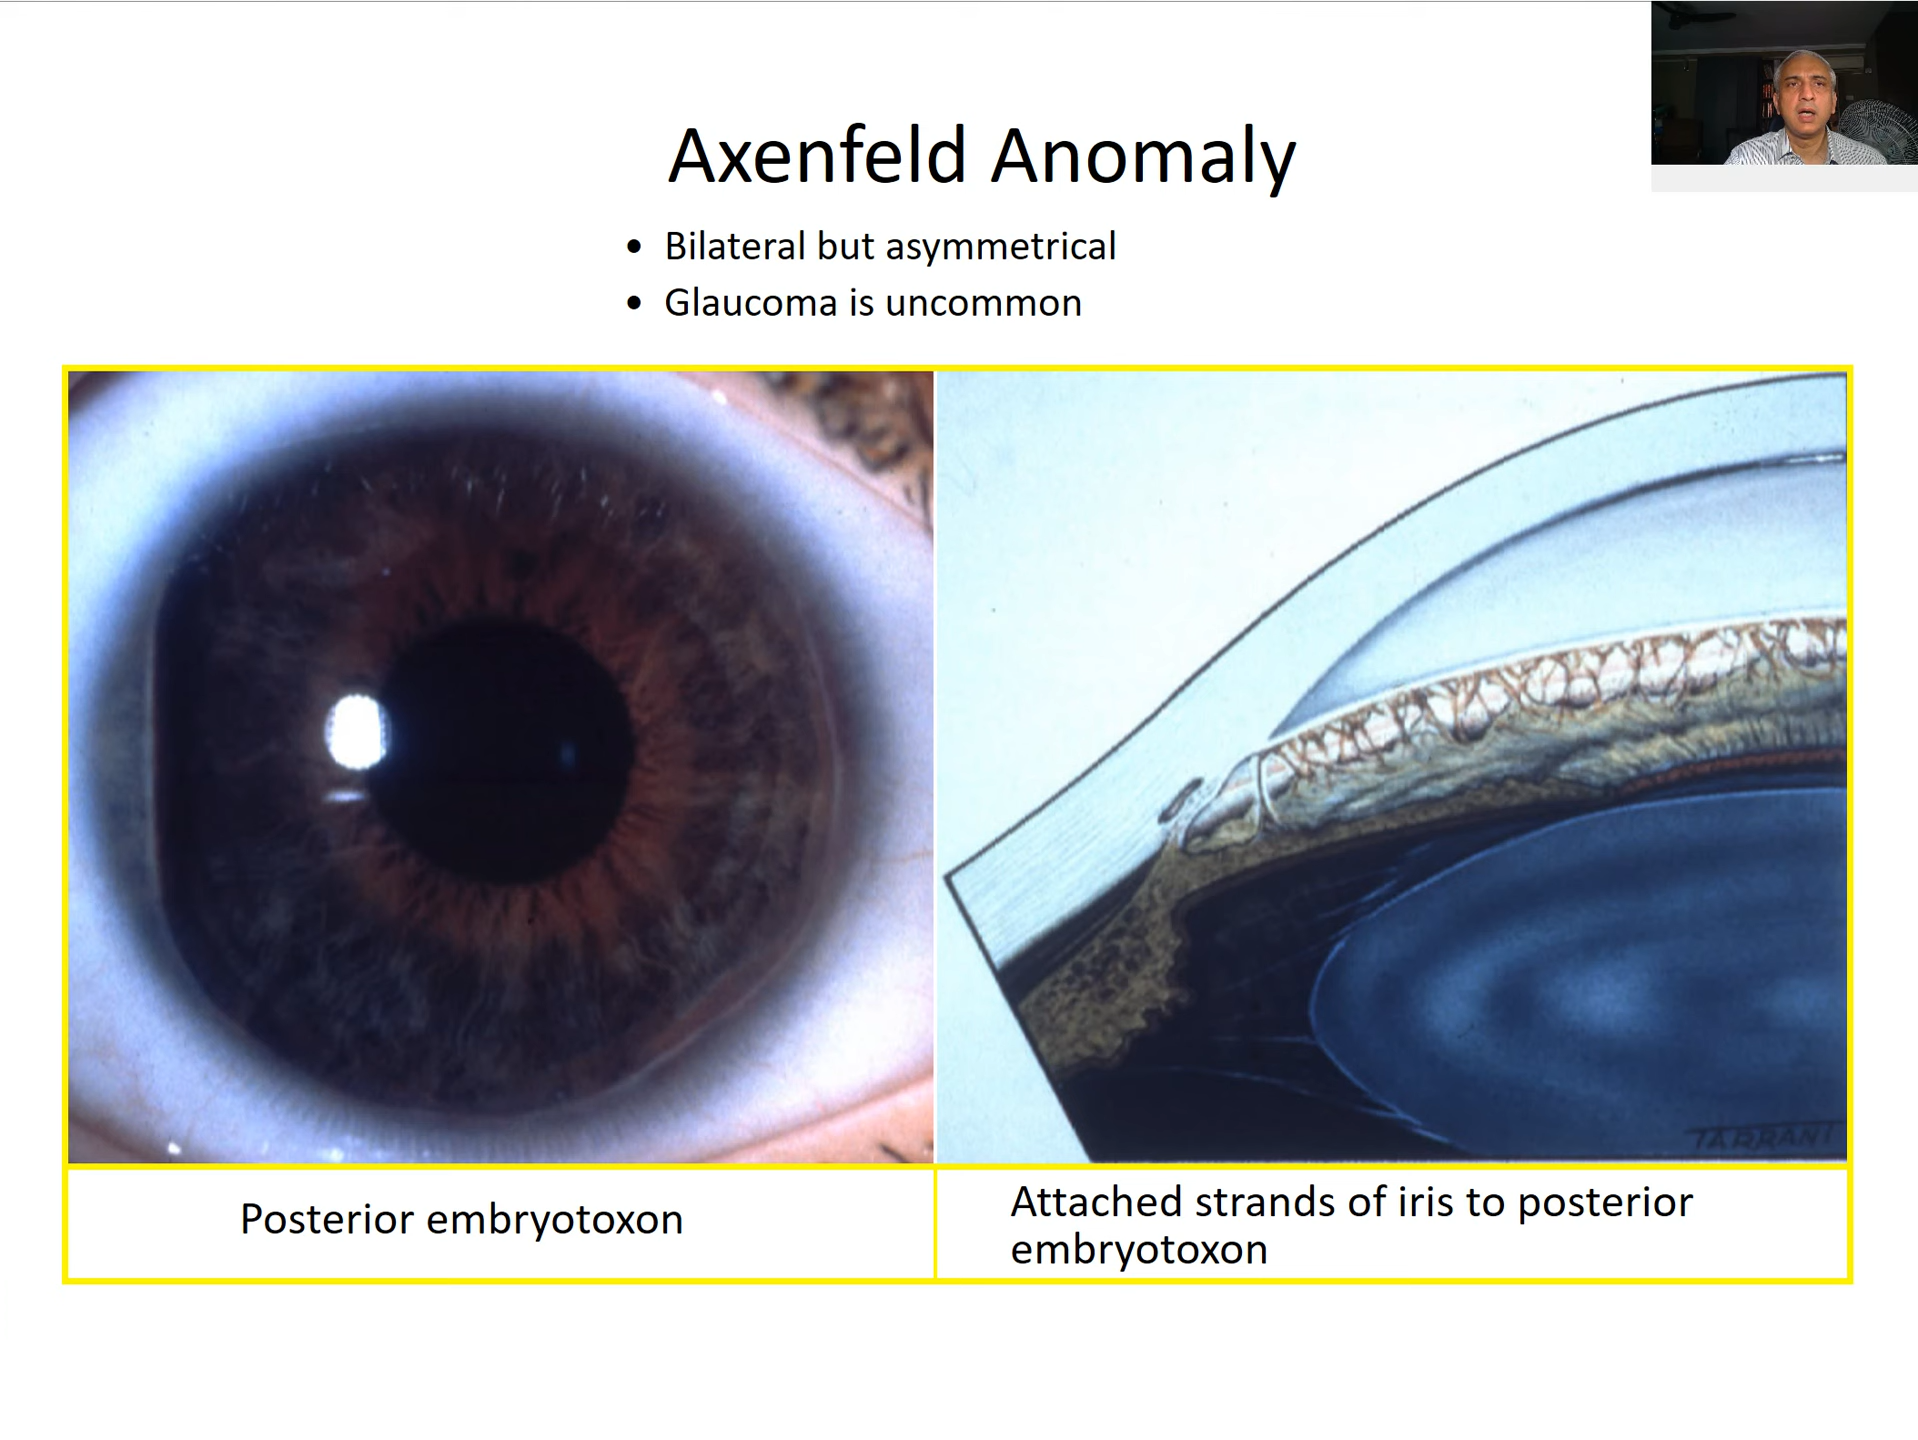 Axenfeld Anomaly
• Bilateral but asymmetrical
• Glaucoma is uncommon
TARRANT
Posterior embryotoxon
Attached strands of iris to posterior
embryotoxon